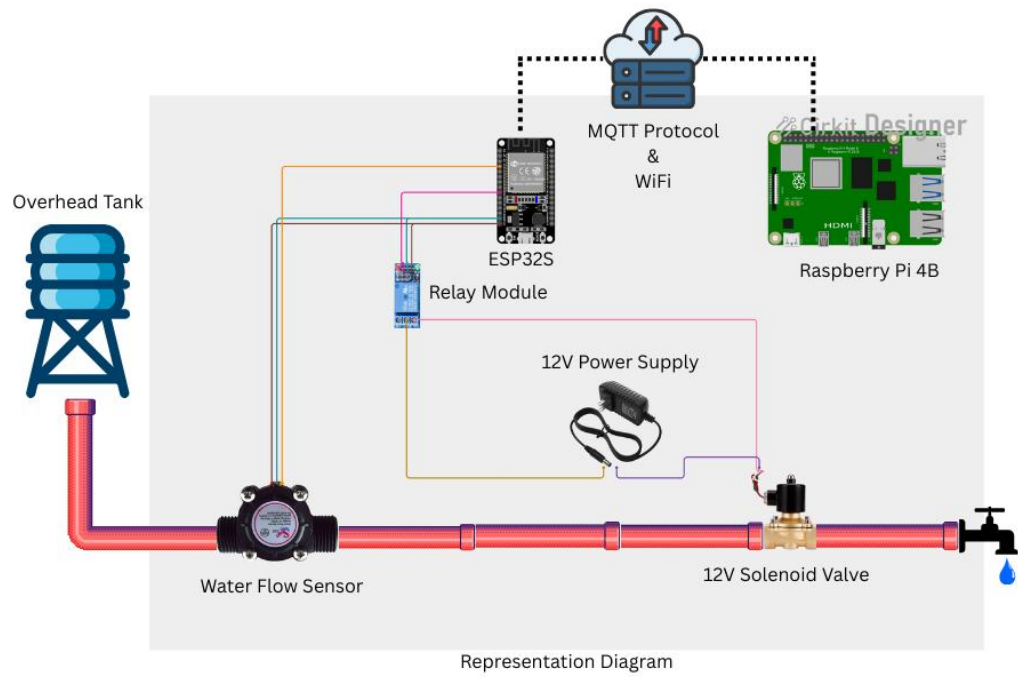 MQTT Protocol
&
WiFi
Cirkit Designer
Overhead Tank
HDMI
ESP32S
Raspberry Pi 4B
Relay Module
12V Power Supply
12V Solenoid Valve
Water Flow Sensor
Representation Diagram